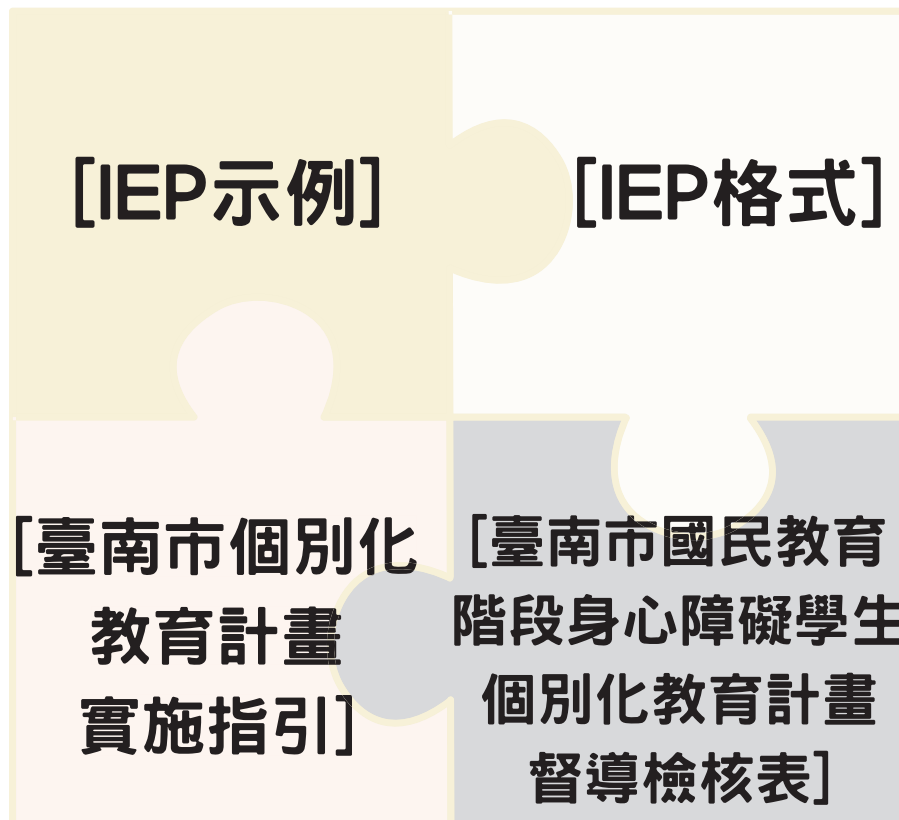 [IEP示例]
[IEP格式]
[臺南市個別化
教育計畫
實施指引]
[臺南市國民教育
階段身心障礙學生
個別化教育計畫
督導檢核表]